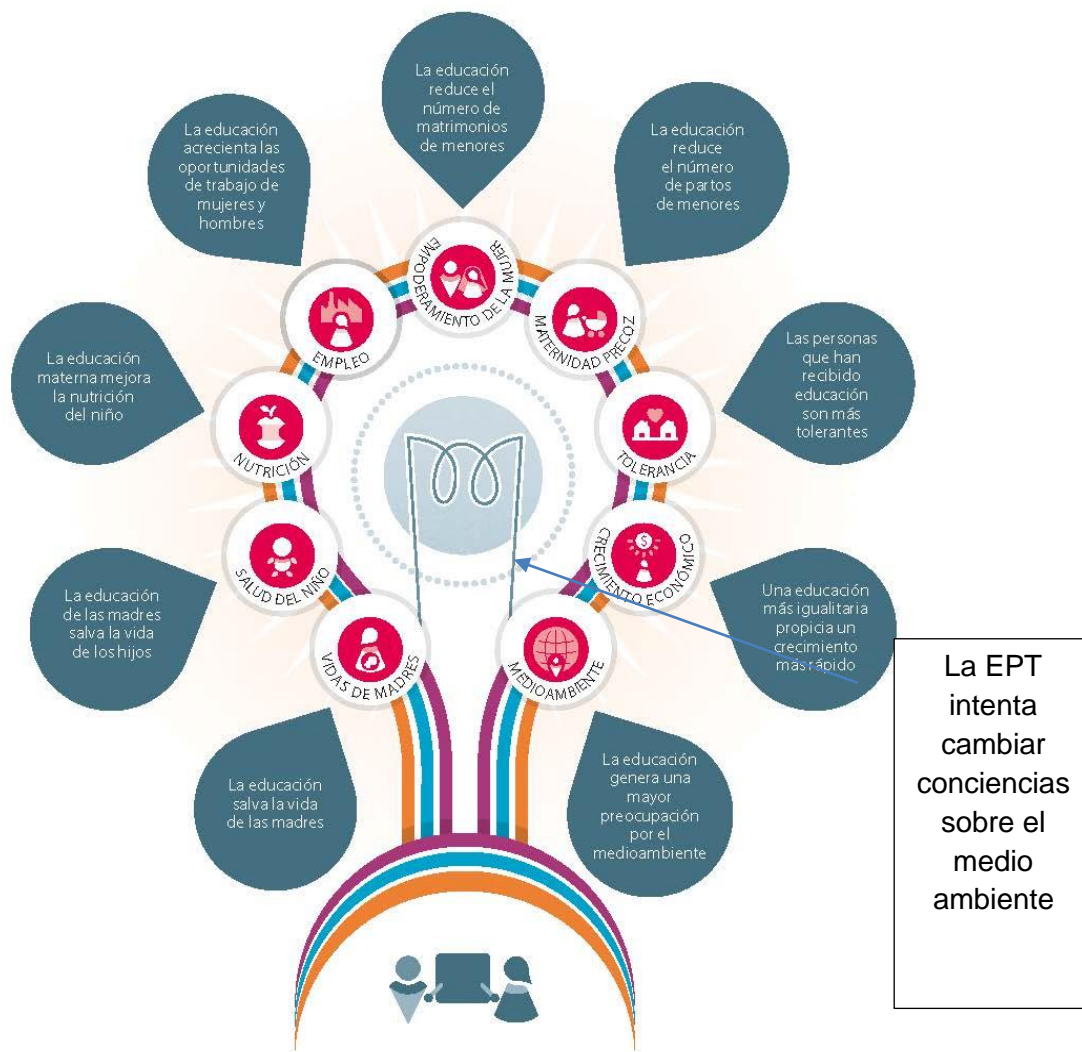 La educación
reduce el
número de
matrimonios
de menores
La educación
acrecienta las
oportunidades
de trabajo de
mujeres y
hombres
La educación
reduce
el número
de partos
de menores
EMPODERAMIENTO DE LA MUJER
EMPLEO
MATERNIDAD PRECOZ
La educación
materna mejora
la nutrición
del niño
Las personas
que han
recibido
educación
son más
tolerantes
NUTRICIÓN
TOLERANCIA
SALUD DEL NIÑO
CRECIMIENTO ECONÓMICO
La educación
de las madres
salva la vida
de los hijos
Una educación
más igualitaria
propicia un
crecimiento
más rápido
VIDAS DE MADRES
MEDIOAMBIENTE
La EPT
intenta
cambiar
conciencias
sobre el
medio
ambiente
La educación
salva la vida
de las madres
La educación
genera una
mayor
preocupación
por el
medioambiente